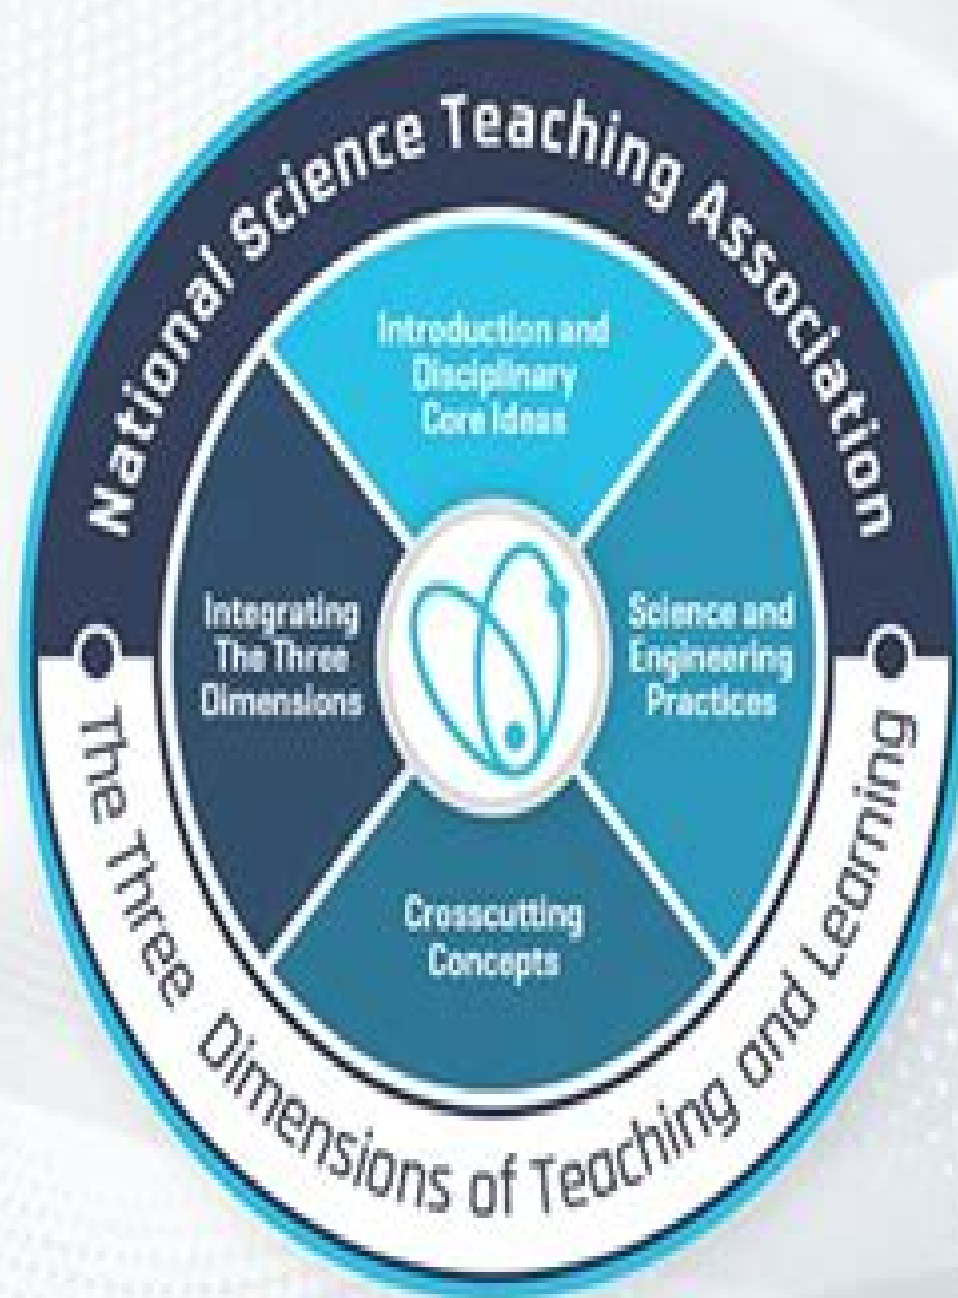 National Science Teaching Association
Introduction and
Disciplinary
Core Ideas
Integrating
The Three
Dimensions
Science and
Engineering
Practices
Crosscutting
Concepts
The Three Dimensions of Teaching and Learning